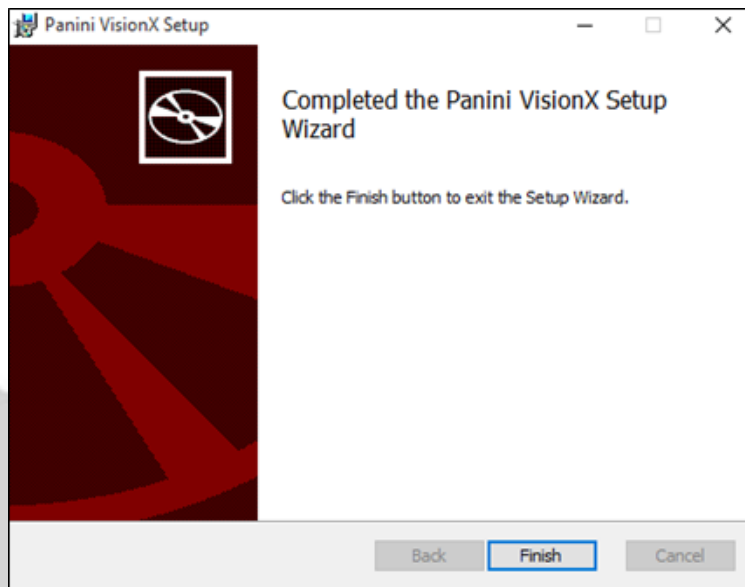 Panini VisionX Setup
Completed the Panini VisionX Setup
Wizard
Click the Finish button to exit the Setup Wizard.
Back
Finish
Cancel